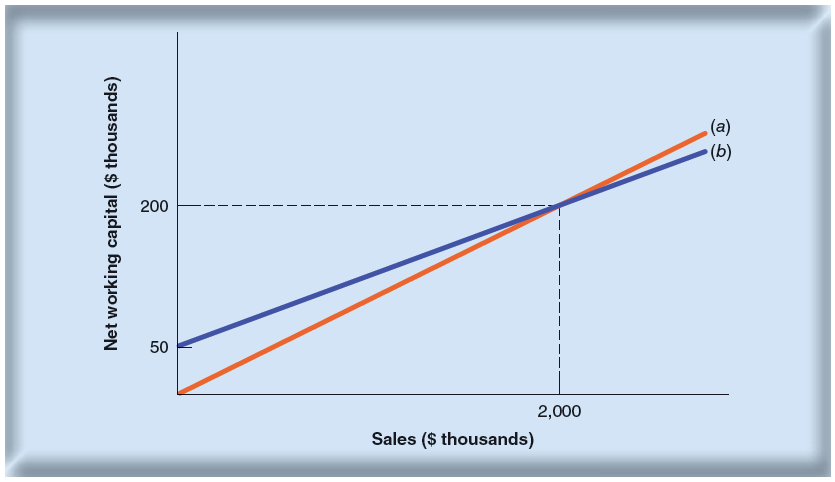 Net working capital ($ thousands)
(a)
(b)
200
50
2,000
Sales ($ thousands)